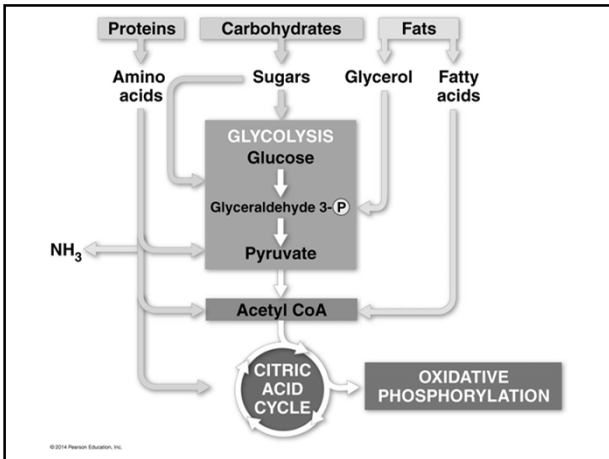 Proteins
Carbohydrates
Fats
Amino
acids
Sugars
Glycerol
Fatty
acids
GLYCOLYSIS
Glucose
Glyceraldehyde 3-P
NH₃
Pyruvate
Acetyl CoA
CITRIC
ACID
CYCLE
OXIDATIVE
PHOSPHORYLATION
©2014 Pearson Education, Inc.